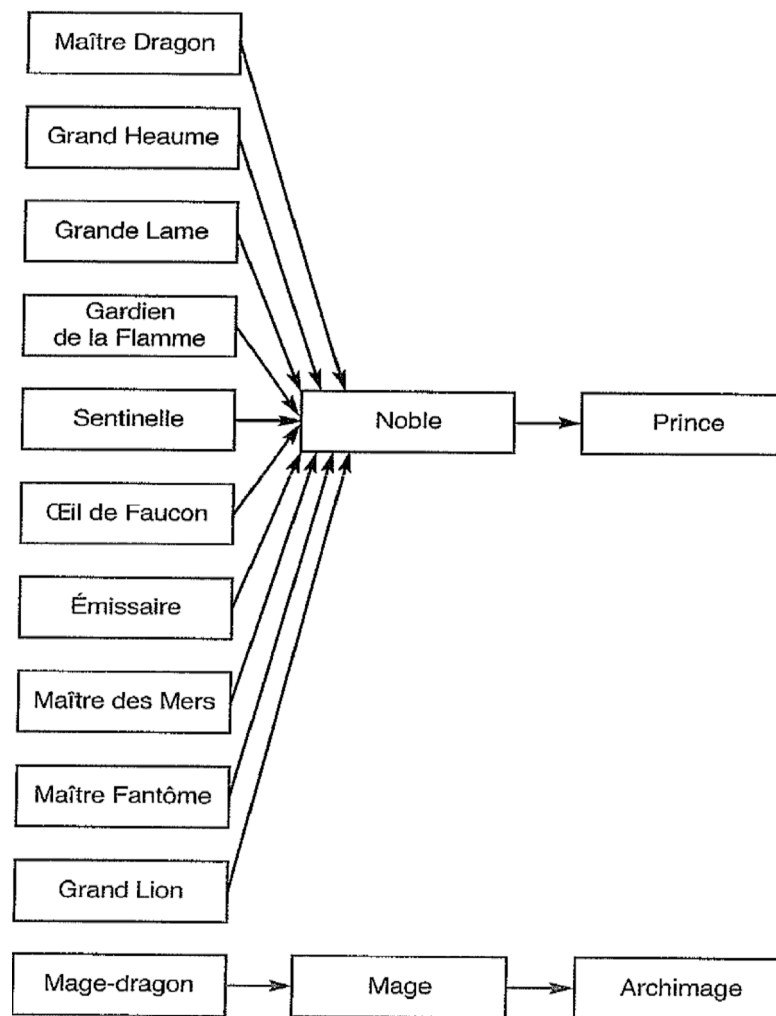 Maître Dragon
Grand Heaume
Grande Lame
Gardien
de la Flamme
Sentinelle
Noble
Prince
Œil de Faucon
Émissaire
Maître des Mers
Maître Fantôme
Grand Lion
Mage-dragon
Mage
Archimage